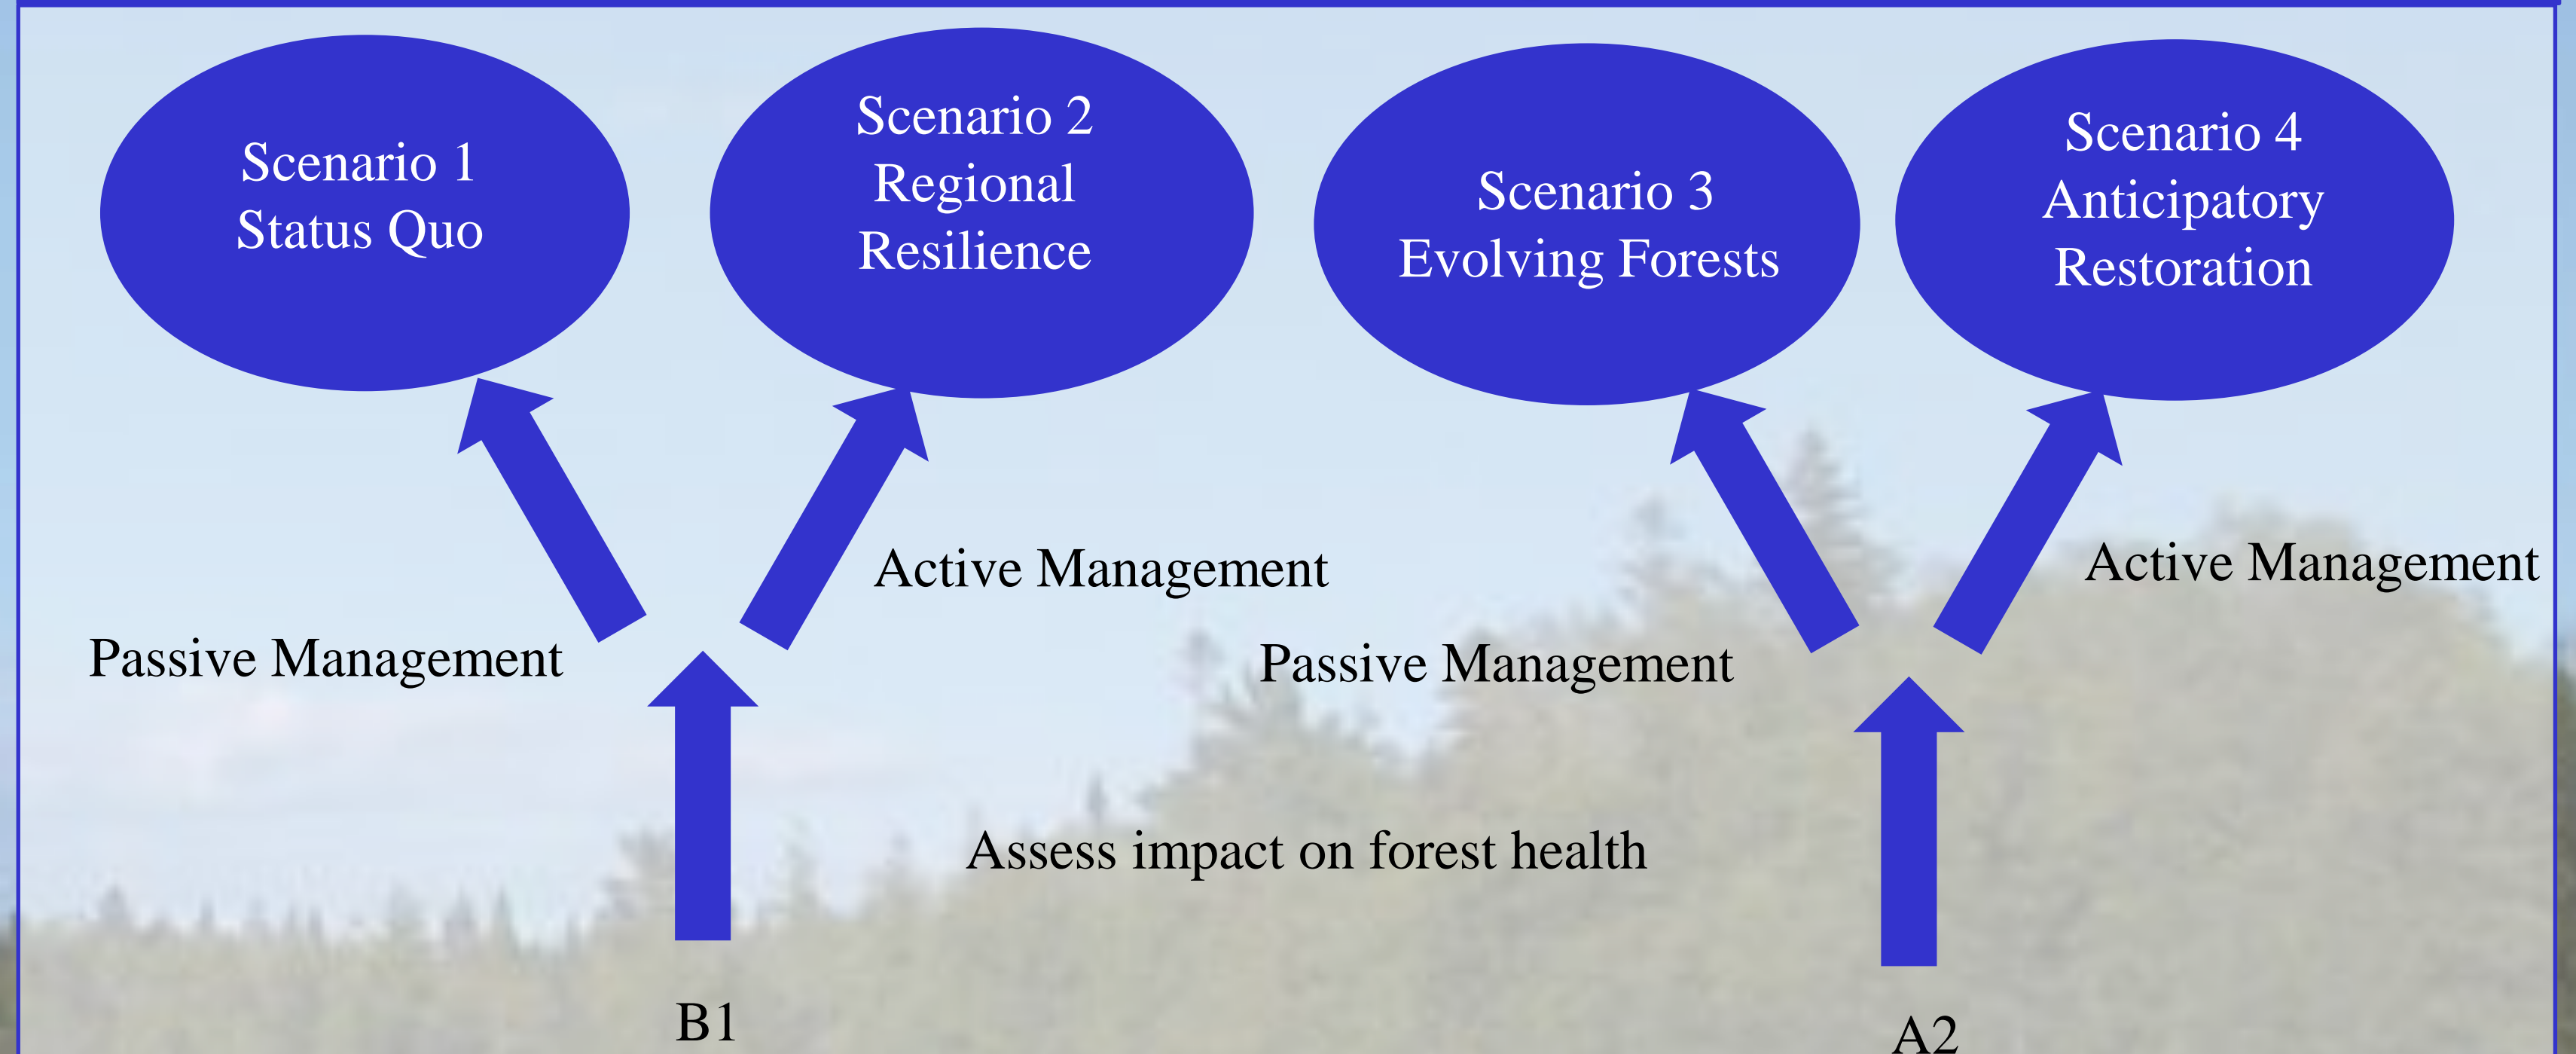 Scenario 1
Status Quo
Scenario 2
Regional
Resilience
Scenario 3
Evolving Forests
Scenario 4
Anticipatory
Restoration
Passive Management
Active Management
Passive Management
Active Management
Assess impact on forest health
B1
A2